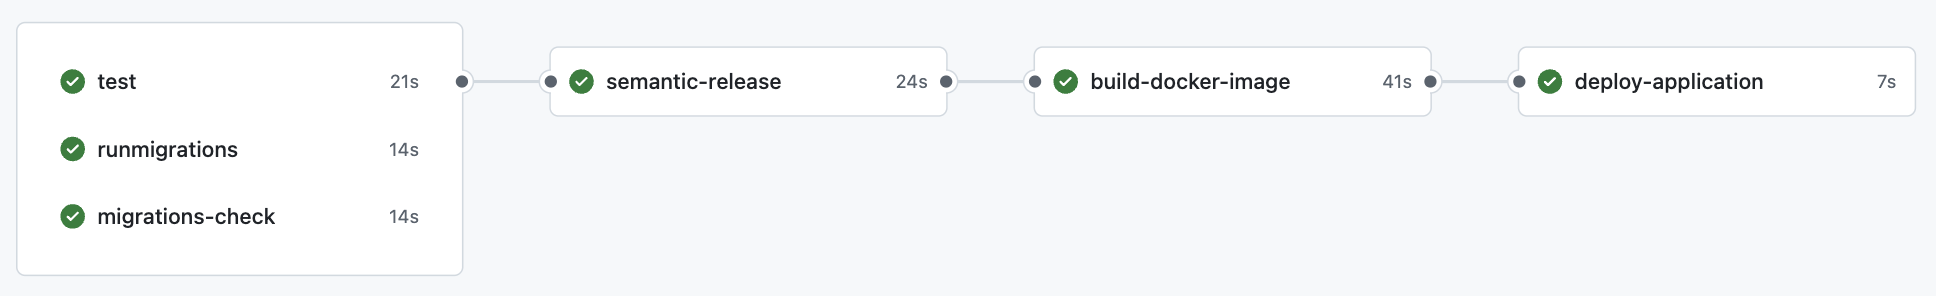 test 21s
runmigrations 14s
migrations-check 14s
semantic-release 24s
build-docker-image 41s
deploy-application 7s